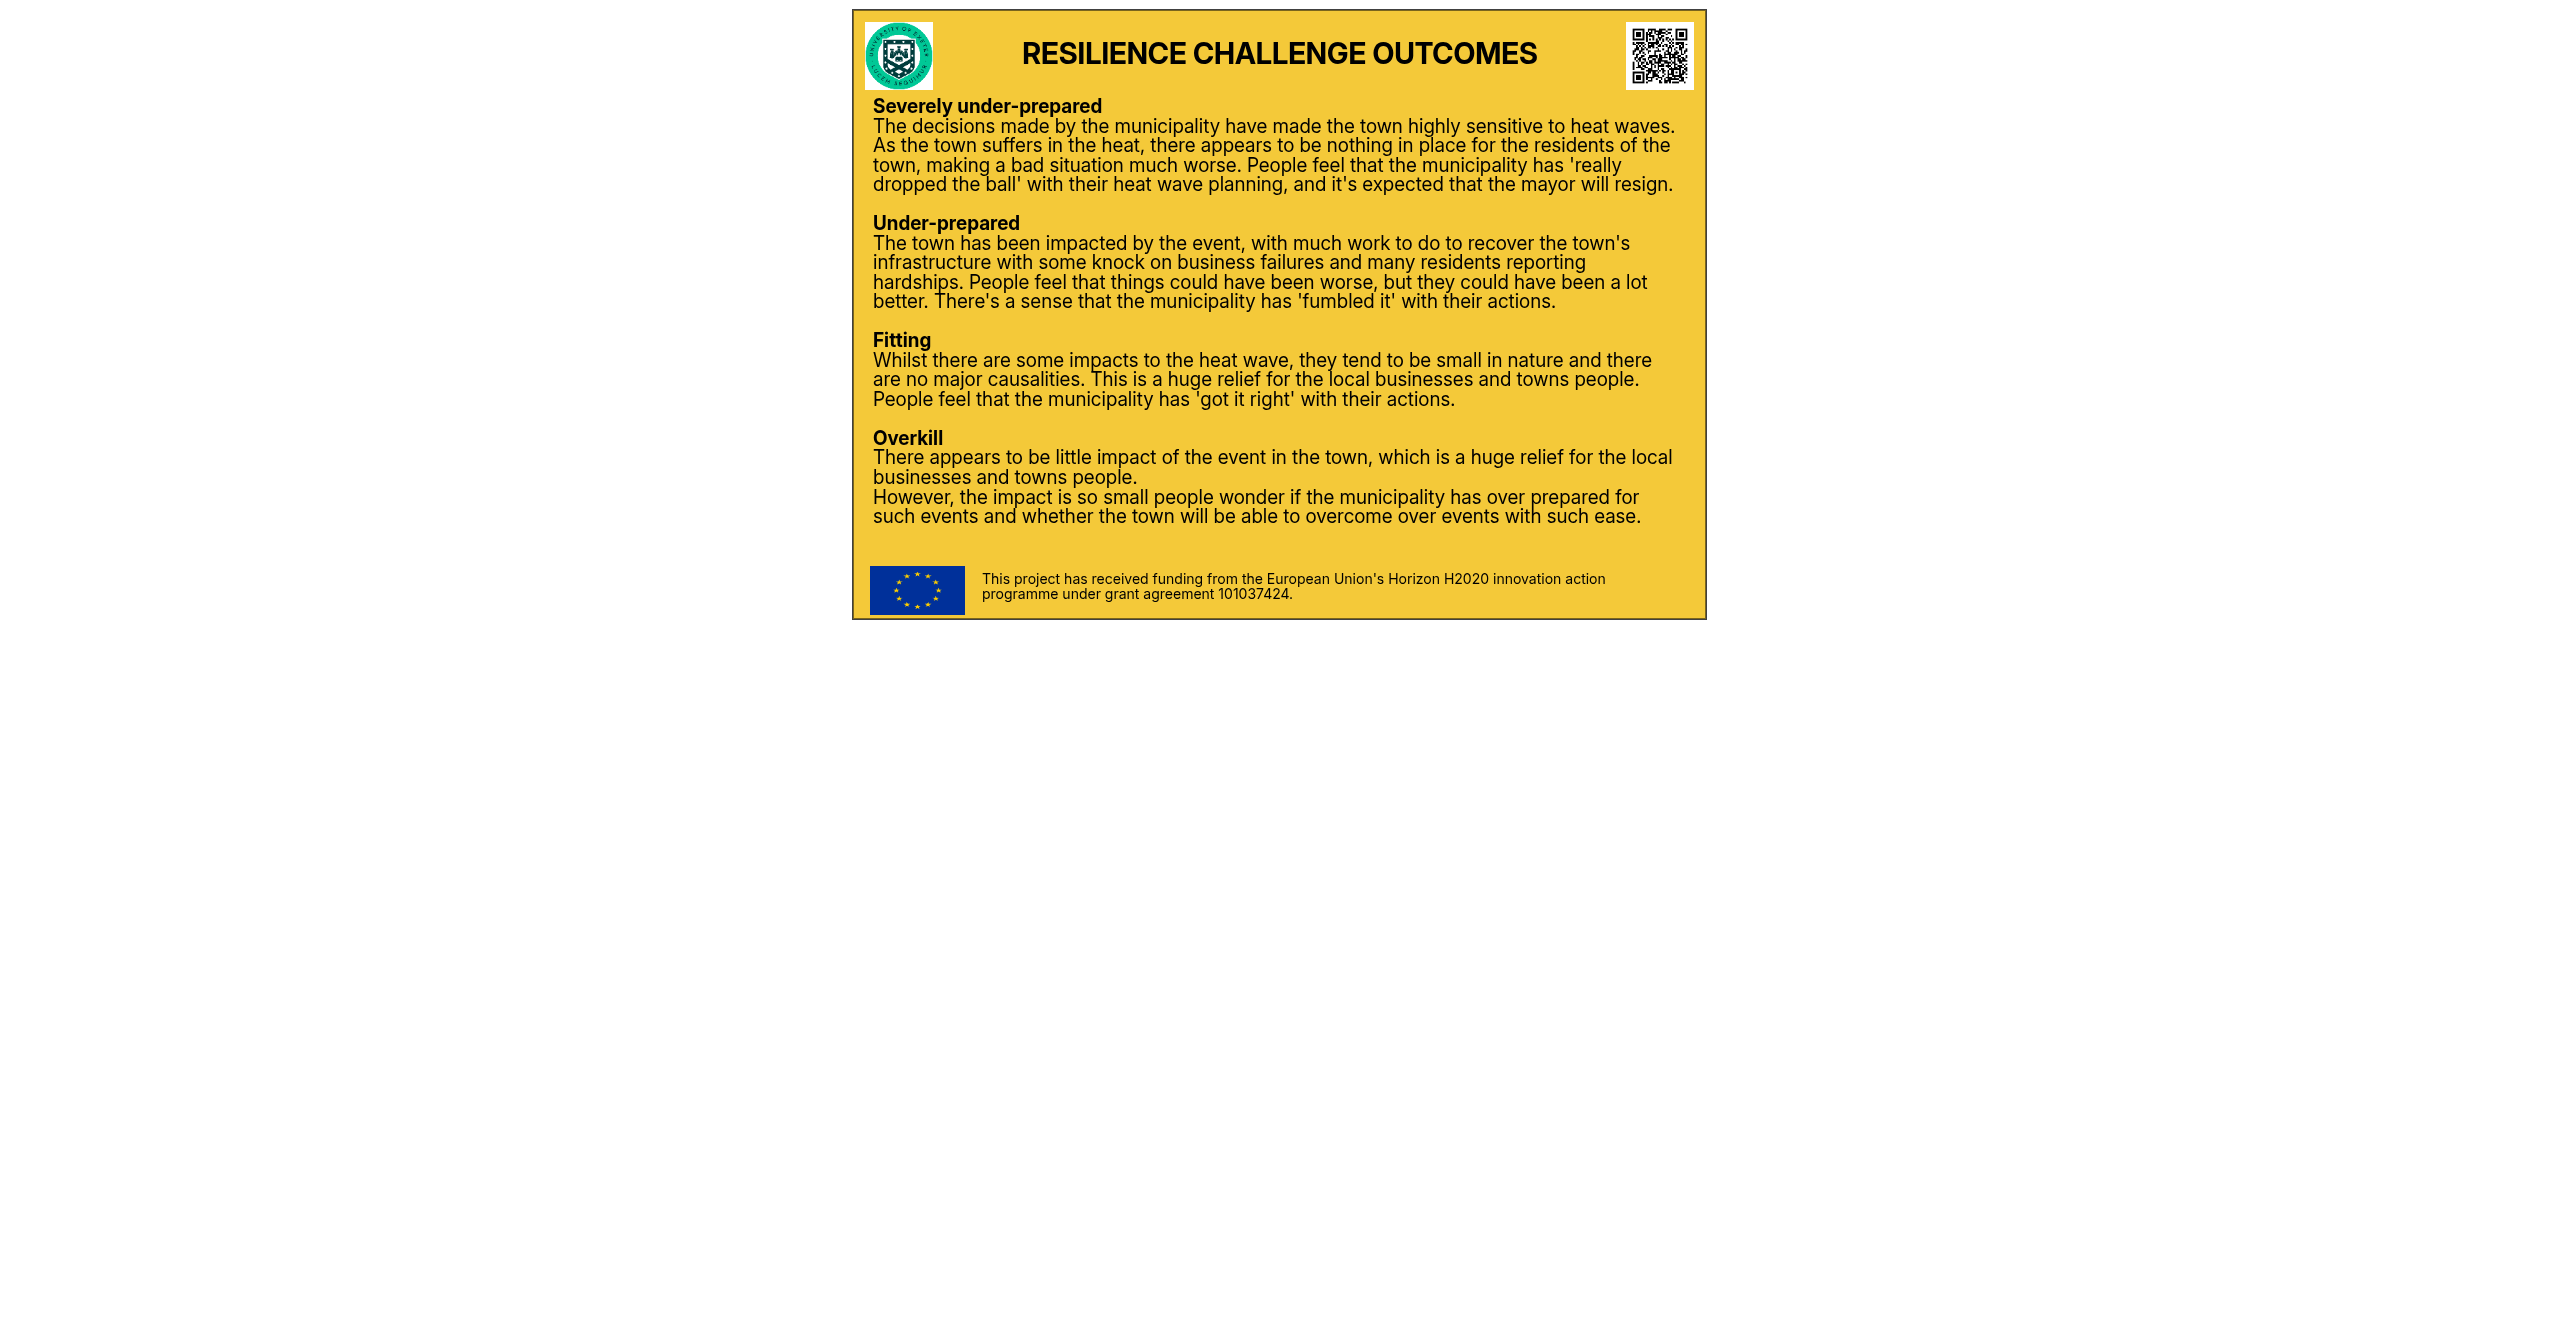 UNIVERSITY OF EXETER
LUCEM SEQUIMUR
RESILIENCE CHALLENGE OUTCOMES
Severely under-prepared
The decisions made by the municipality have made the town highly sensitive to heat waves.
As the town suffers in the heat, there appears to be nothing in place for the residents of the
town, making a bad situation much worse. People feel that the municipality has 'really
dropped the ball' with their heat wave planning, and it's expected that the mayor will resign.
Under-prepared
The town has been impacted by the event, with much work to do to recover the town's
infrastructure with some knock on business failures and many residents reporting
hardships. People feel that things could have been worse, but they could have been a lot
better. There's a sense that the municipality has 'fumbled it' with their actions.
Fitting
Whilst there are some impacts to the heat wave, they tend to be small in nature and there
are no major causalities. This is a huge relief for the local businesses and towns people.
People feel that the municipality has 'got it right' with their actions.
Overkill
There appears to be little impact of the event in the town, which is a huge relief for the local
businesses and towns people.
However, the impact is so small people wonder if the municipality has over prepared for
such events and whether the town will be able to overcome over events with such ease.
This project has received funding from the European Union's Horizon H2020 innovation action
programme under grant agreement 101037424.